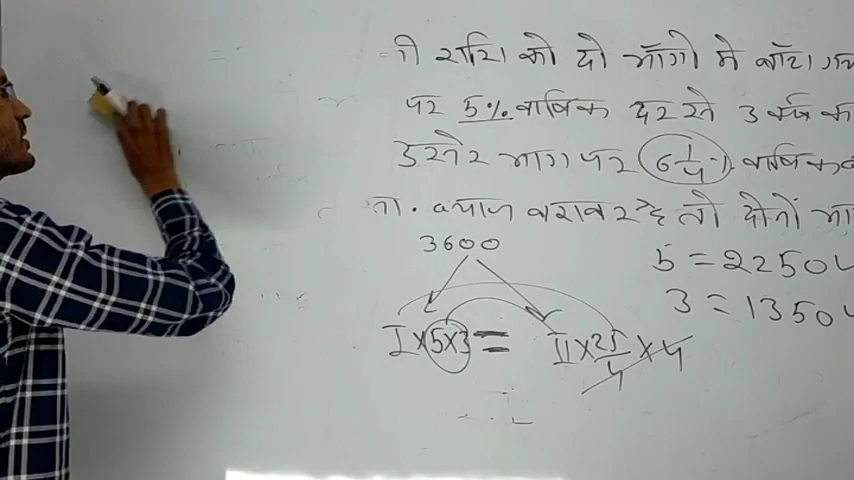 राशि को दो भाॅगो मे बाॅटा गय
पर 5% वार्षिक दर से 3 वर्ष क
उसरे भाग पर 6 1/4 % वार्षिक
ता. ब्याज बराबर है तो दोनों भा
3600
5 = 2250
3 = 1350
I × 5×3 = II × 25/4 × 4